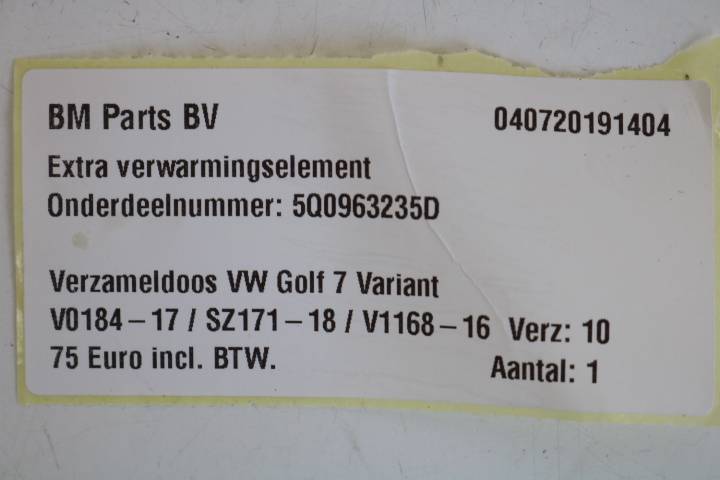 BM Parts BV 040720191404
Extra verwarmingselement
Onderdeelnummer: 5Q0963235D
Verzameldoos VW Golf 7 Variant
V0184-17 / SZ171-18 / V1168-16 Verz: 10
75 Euro incl. BTW. Aantal: 1